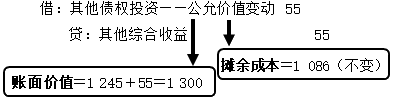 借：其他债权投资——公允价值变动 55
贷：其他综合收益 55
摊余成本＝1 086（不变）
账面价值＝1 245＋55＝1 300